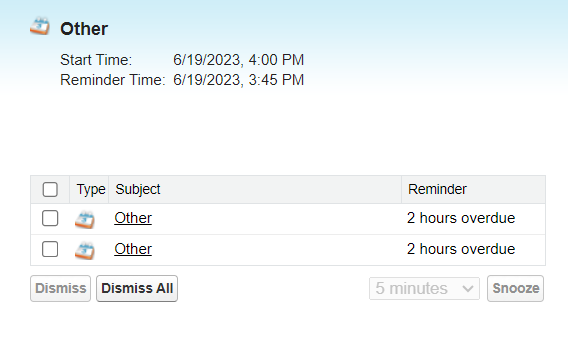 Other
Start Time: 6/19/2023, 4:00 PM
Reminder Time: 6/19/2023, 3:45 PM
Type Subject Reminder
Other 2 hours overdue
Other 2 hours overdue
Dismiss Dismiss All 5 minutes Snooze